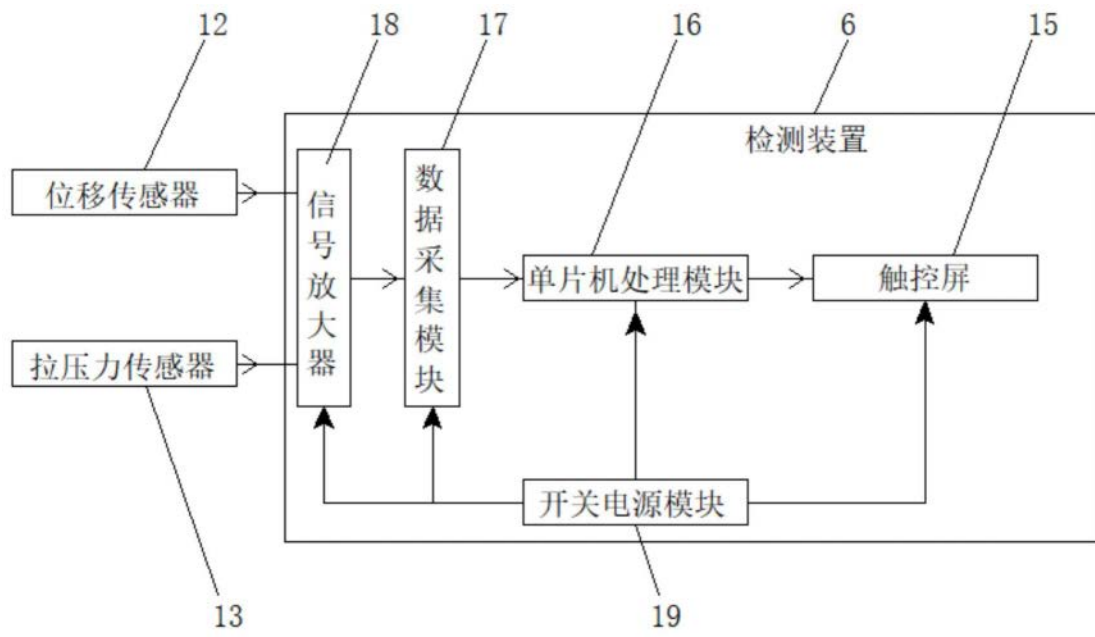 12
18
17
16
6
15
检测装置
位移传感器
信号放大器
数据采集模块
单片机处理模块
触控屏
拉压力传感器
开关电源模块
13
19